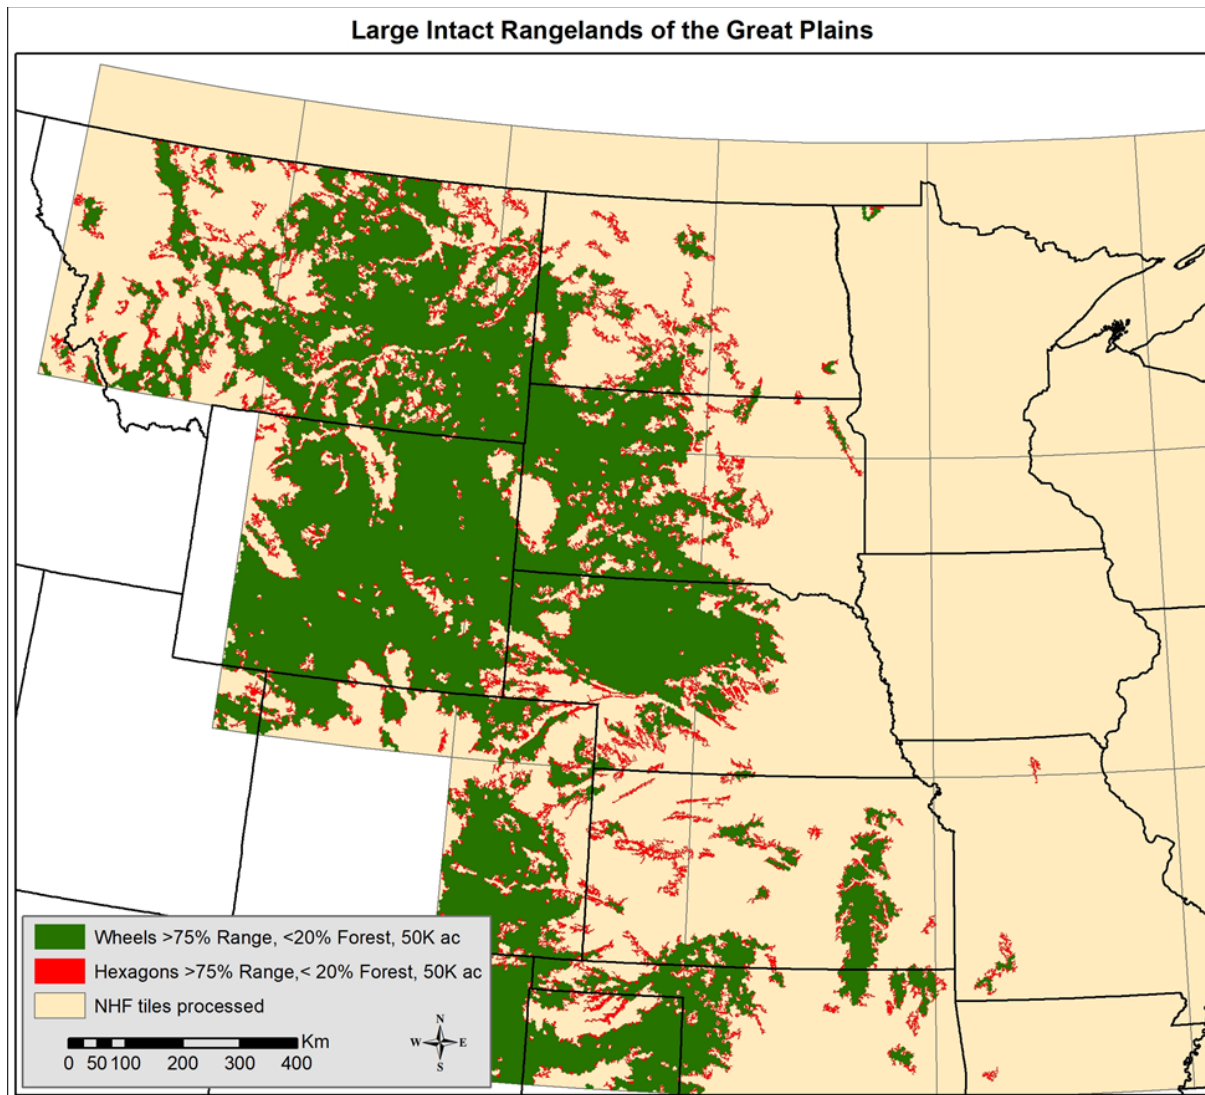 Large Intact Rangelands of the Great Plains
Wheels >75% Range, <20% Forest, 50K ac
Hexagons >75% Range,< 20% Forest, 50K ac
NHF tiles processed
N
W E
S
Km
0 50 100 200 300 400